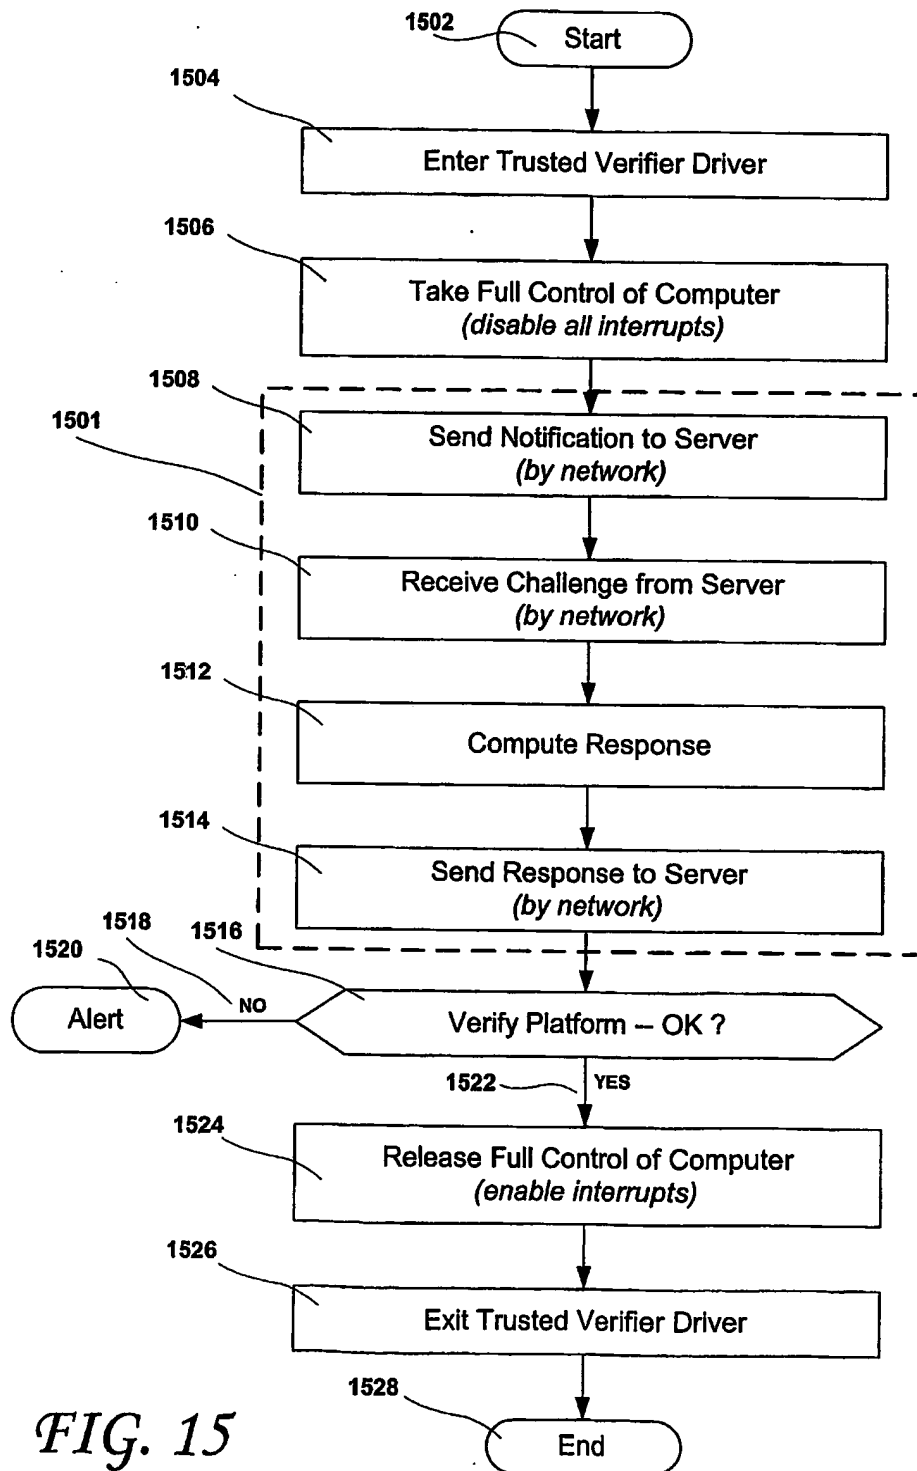 1502
Start
1504
Enter Trusted Verifier Driver
1506
Take Full Control of Computer
(disable all interrupts)
1508
1501
Send Notification to Server
(by network)
1510
Receive Challenge from Server
(by network)
1512
Compute Response
1514
Send Response to Server
(by network)
1518
1516
1520
Alert
NO
Verify Platform – OK ?
1522
YES
1524
Release Full Control of Computer
(enable interrupts)
1526
Exit Trusted Verifier Driver
1528
End
FIG. 15